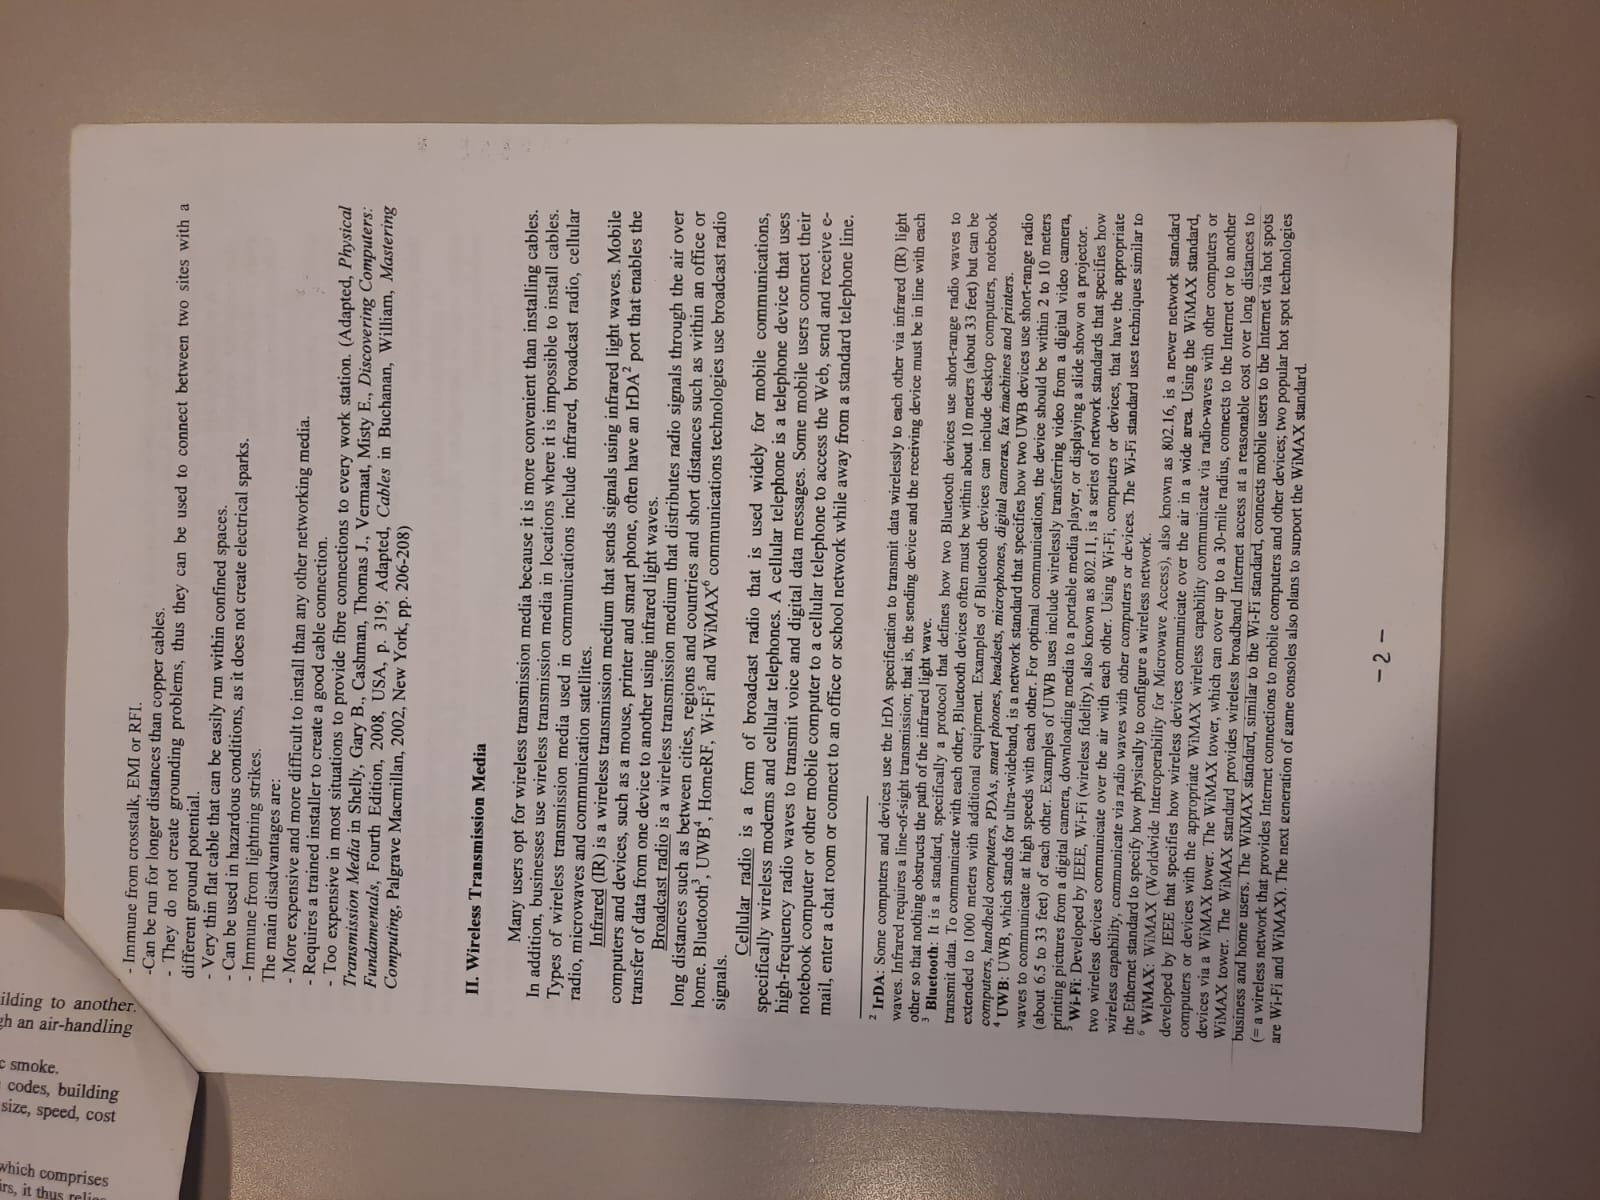 ilding to another.
gh an air-handling
c smoke.
codes, building
size, speed, cost
which comprises
irs, it thus relies
- Immune from crosstalk, EMI or RFI.
-Can be run for longer distances than copper cables.
- They do not create grounding problems, thus they can be used to connect between two sites with a
different ground potential.
- Very thin flat cable that can be easily run within confined spaces.
- Can be used in hazardous conditions, as it does not create electrical sparks.
- Immune from lightning strikes.
The main disadvantages are:
- More expensive and more difficult to install than any other networking media.
- Requires a trained installer to create a good cable connection.
- Too expensive in most situations to provide fibre connections to every work station. (Adapted, Physical
Transmission Media in Shelly, Gary B., Cashman, Thomas J., Vermaat, Misty E., Discovering Computers:
Fundamentals, Fourth Edition, 2008, USA, p. 319; Adapted, Cables in Buchanan, William, Mastering
Computing, Palgrave Macmillan, 2002, New York, pp. 206-208)
II. Wireless Transmission Media
Many users opt for wireless transmission media because it is more convenient than installing cables.
In addition, businesses use wireless transmission media in locations where it is impossible to install cables.
Types of wireless transmission media used in communications include infrared, broadcast radio, cellular
radio, microwaves and communication satellites.
Infrared (IR) is a wireless transmission medium that sends signals using infrared light waves. Mobile
computers and devices, such as a mouse, printer and smart phone, often have an IrDA² port that enables the
transfer of data from one device to another using infrared light waves.
Broadcast radio is a wireless transmission medium that distributes radio signals through the air over
long distances such as between cities, regions and countries and short distances such as within an office or
home. Bluetooth³, UWB⁴, HomeRF, Wi-Fi⁵ and WiMAX⁶ communications technologies use broadcast radio
signals.
Cellular radio is a form of broadcast radio that is used widely for mobile communications,
specifically wireless modems and cellular telephones. A cellular telephone is a telephone device that uses
high-frequency radio waves to transmit voice and digital data messages. Some mobile users connect their
notebook computer or other mobile computer to a cellular telephone to access the Web, send and receive e-
mail, enter a chat room or connect to an office or school network while away from a standard telephone line.
² IrDA: Some computers and devices use the IrDA specification to transmit data wirelessly to each other via infrared (IR) light
waves. Infrared requires a line-of-sight transmission; that is, the sending device and the receiving device must be in line with each
other so that nothing obstructs the path of the infrared light wave.
³ Bluetooth: It is a standard, specifically a protocol that defines how two Bluetooth devices use short-range radio waves to
transmit data. To communicate with each other, Bluetooth devices often must be within about 10 meters (about 33 feet) but can be
extended to 1000 meters with additional equipment. Examples of Bluetooth devices can include desktop computers, notebook
computers, handheld computers, PDAs, smart phones, headsets, microphones, digital cameras, fax machines and printers.
⁴ UWB: UWB, which stands for ultra-wideband, is a network standard that specifies how two UWB devices use short-range radio
waves to communicate at high speeds with each other. For optimal communications, the device should be within 2 to 10 meters
(about 6.5 to 33 feet) of each other. Examples of UWB uses include wirelessly transferring video from a digital video camera,
printing pictures from a digital camera, downloading media to a portable media player, or displaying a slide show on a projector.
⁵ Wi-Fi: Developed by IEEE, Wi-Fi (wireless fidelity), also known as 802.11, is a series of network standards that specifies how
two wireless devices communicate over the air with each other. Using Wi-Fi, computers or devices, that have the appropriate
wireless capability, communicate via radio waves with other computers or devices. The Wi-Fi standard uses techniques similar to
the Ethernet standard to specify how physically to configure a wireless network.
⁶ WiMAX: WiMAX (Worldwide Interoperability for Microwave Access), also known as 802.16, is a newer network standard
developed by IEEE that specifies how wireless devices communicate over the air in a wide area. Using the WiMAX standard,
computers or devices with the appropriate WiMAX wireless capability communicate via radio-waves with other computers or
devices via a WiMAX tower. The WiMAX tower, which can cover up to a 30-mile radius, connects to the Internet or to another
WiMAX tower. The WiMAX standard provides wireless broadband Internet access at a reasonable cost over long distances to
business and home users. The WiMAX standard, similar to the Wi-Fi standard, connects mobile users to the Internet via hot spots
(= a wireless network that provides Internet connections to mobile computers and other devices; two popular hot spot technologies
are Wi-Fi and WiMAX). The next generation of game consoles also plans to support the WiMAX standard.
- 2 -